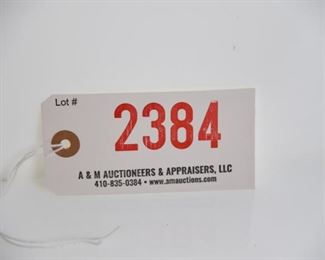 Lot #
2384
A & M AUCTIONEERS & APPRAISERS, LLC
410-835-0384 • www.amauctions.com